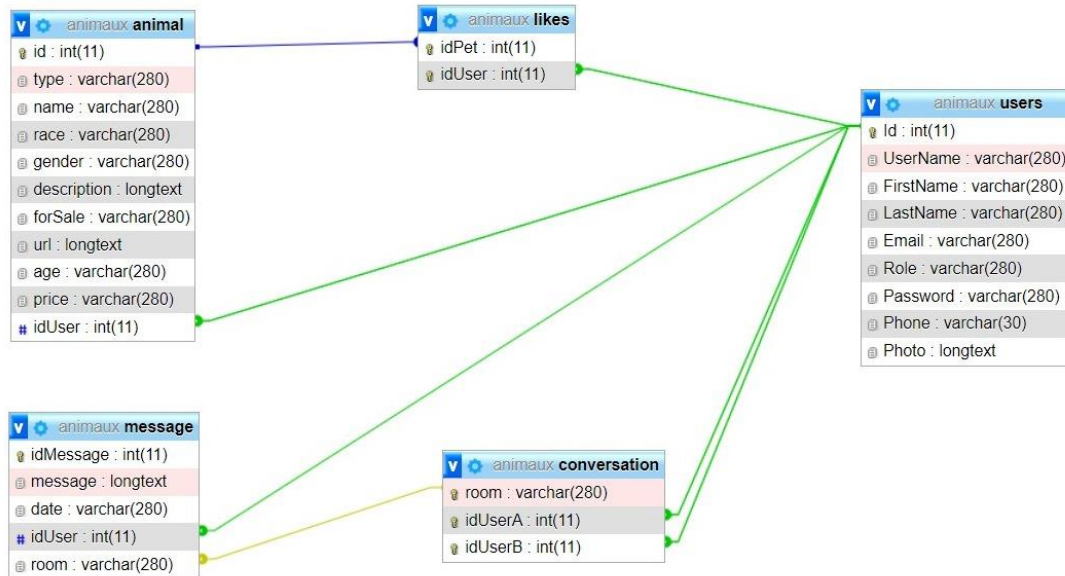 animaux animal
id : int(11)
type : varchar(280)
name : varchar(280)
race : varchar(280)
gender : varchar(280)
description : longtext
forSale : varchar(280)
url : longtext
age : varchar(280)
price : varchar(280)
# idUser : int(11)
v animaux likes
idPet : int(11)
idUser : int(11)
v animaux users
Id : int(11)
UserName : varchar(280)
FirstName : varchar(280)
LastName : varchar(280)
Email : varchar(280)
Role : varchar(280)
Password : varchar(280)
Phone : varchar(30)
Photo : longtext
v animaux message
idMessage : int(11)
message : longtext
date : varchar(280)
# idUser : int(11)
room : varchar(280)
v animaux conversation
room : varchar(280)
idUserA : int(11)
idUserB : int(11)